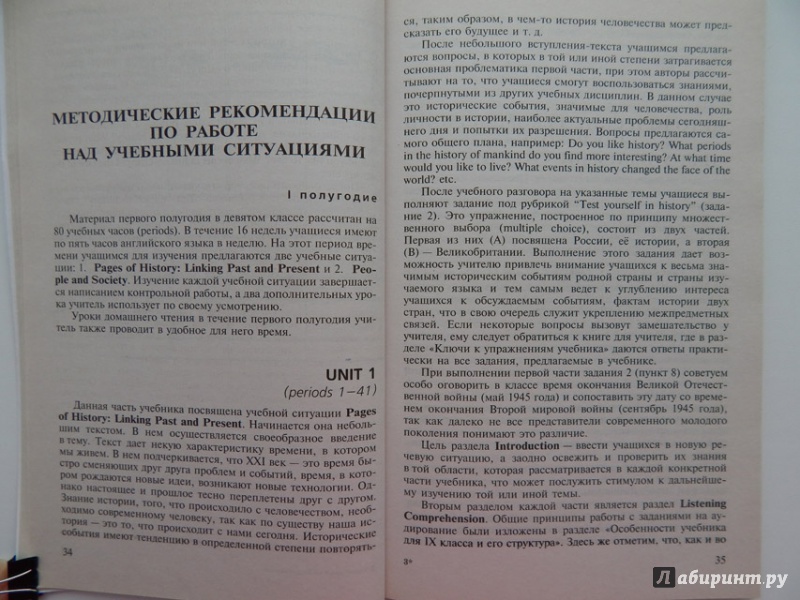 МЕТОДИЧЕСКИЕ РЕКОМЕНДАЦИИ
ПО РАБОТЕ
НАД УЧЕБНЫМИ СИТУАЦИЯМИ
I полугодие
Материал первого полугодия в девятом классе рассчитан на
80 учебных часов (periods). В течение 16 недель учащиеся имеют
по пять часов английского языка в неделю. На этот период време-
ни учащимся для изучения предлагаются две учебные ситуа-
ции: 1. Pages of History: Linking Past and Present и 2. Peo-
ple and Society. Изучение каждой учебной ситуации завершает-
ся написанием контрольной работы, а два дополнительных уро-
ка учитель использует по своему усмотрению.
Уроки домашнего чтения в течение первого полугодия учи-
тель также проводит в удобное для него время.
UNIT 1
(periods 1–41)
Данная часть учебника посвящена учебной ситуации Pages
of History: Linking Past and Present. Начинается она неболь-
шим текстом. В нем осуществляется своеобразное введение
в тему. Текст дает некую характеристику времени, в котором
мы живем. В нем подчеркивается, что XXI век — это время бы-
стро сменяющих друг друга проблем и событий, время, в кото-
ром рождаются новые идеи, возникают новые технологии. Од-
нако настоящее и прошлое тесно переплетены друг с другом.
Знание истории, того, что происходило с человечеством, необхо-
димо современному человеку, так как по существу наша ис-
тория — это то, что происходит с нами сегодня. Исторические
события имеют тенденцию в определенной степени повторять-
34
ся, таким образом, в чем-то история человечества может пред-
сказать его будущее и т. д.
После небольшого вступления-текста учащимся предлага-
ются вопросы, в которых в той или иной степени затрагивается
основная проблематика первой части, при этом авторы рассчи-
тывают на то, что учащиеся смогут воспользоваться знаниями,
почерпнутыми из других учебных дисциплин. В данном случае
это исторические события, значимые для человечества, роль
личности в истории, наиболее актуальные проблемы сегодняш-
него дня и попытки их разрешения. Вопросы предлагаются са-
мого общего плана, например: Do you like history? What periods
in the history of mankind do you find more interesting? At what time
would you like to live? What events in history changed the face of the
world? etc.
После учебного разговора на указанные темы учащиеся вы-
полняют задание под рубрикой “Test yourself in history” (зада-
ние 2). Это упражнение, построенное по принципу множест-
венного выбора (multiple choice), состоит из двух частей.
Первая из них (A) посвящена России, её истории, а вторая
(B) — Великобритании. Выполнение этого задания дает воз-
можность учителю привлечь внимание учащихся к весьма зна-
чимым историческим событиям родной страны и страны изу-
чаемого языка и тем самым ведет к углублению интереса
учащихся к обсуждаемым событиям, фактам истории двух
стран, что в свою очередь служит укреплению межпредметных
связей. Если некоторые вопросы вызовут замешательство у
учителя, ему следует обратиться к книге для учителя, где в раз-
деле «Ключи к упражнениям учебника» даются ответы практи-
чески на все задания, предлагаемые в учебнике.
При выполнении первой части задания 2 (пункт 8) советуем
особо оговорить в классе время окончания Великой Отечест-
венной войны (май 1945 года) и сопоставить эту дату со време-
нем окончания Второй мировой войны (сентябрь 1945 года),
так как далеко не все представители современного молодого
поколения понимают это различие.
Цель раздела Introduction — ввести учащихся в новую ре-
чевую ситуацию, а заодно освежить и проверить их знания
в той области, которая рассматривается в каждой конкретной
части учебника, что может послужить стимулом к дальнейше-
му изучению той или иной темы.
Вторым разделом каждой части является раздел Listening
Comprehension. Общие принципы работы с заданиями на ау-
дирование были изложены в разделе «Особенности учебника
для IX класса и его структура». Здесь же отметим, что, как и во
3*
35
Лабиринт.ру